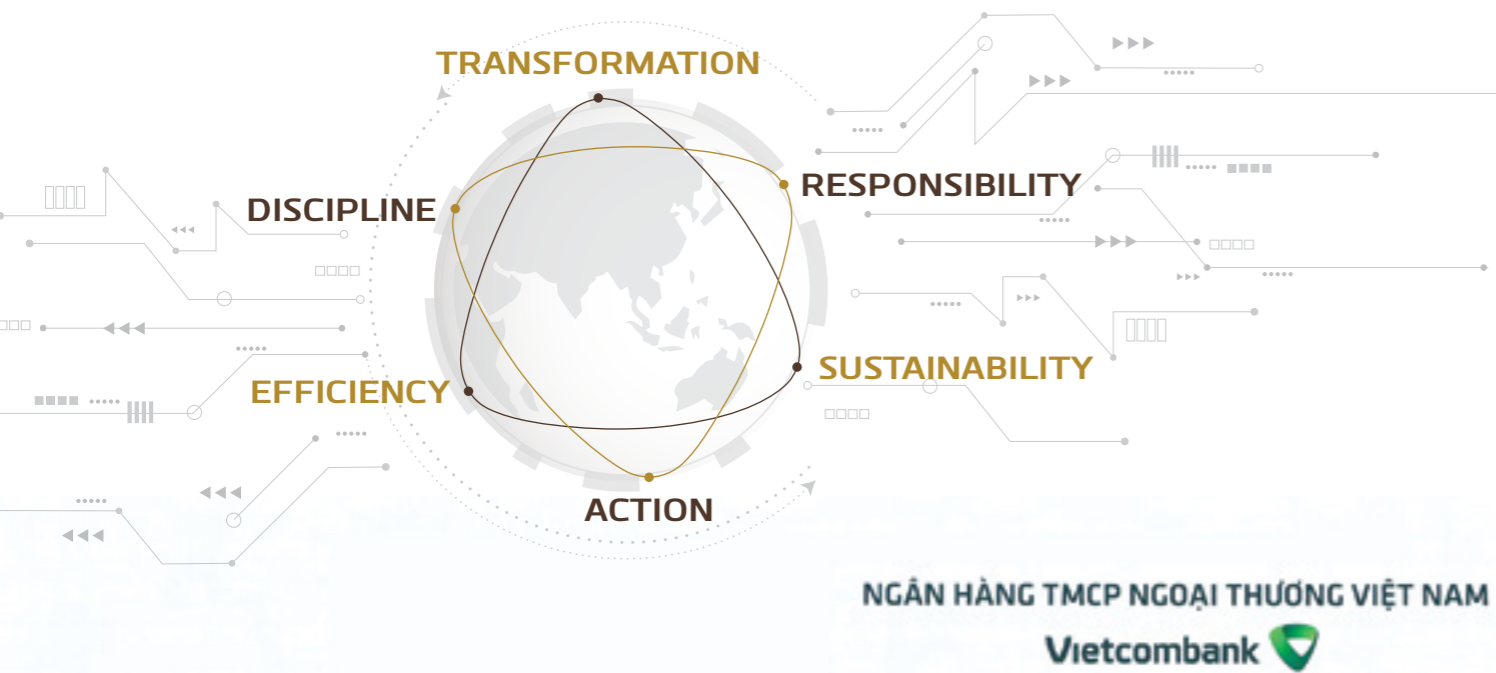 TRANSFORMATION
RESPONSIBILITY
DISCIPLINE
SUSTAINABILITY
EFFICIENCY
ACTION
NGÂN HÀNG TMCP NGOẠI THƯƠNG VIỆT NAM
Vietcombank